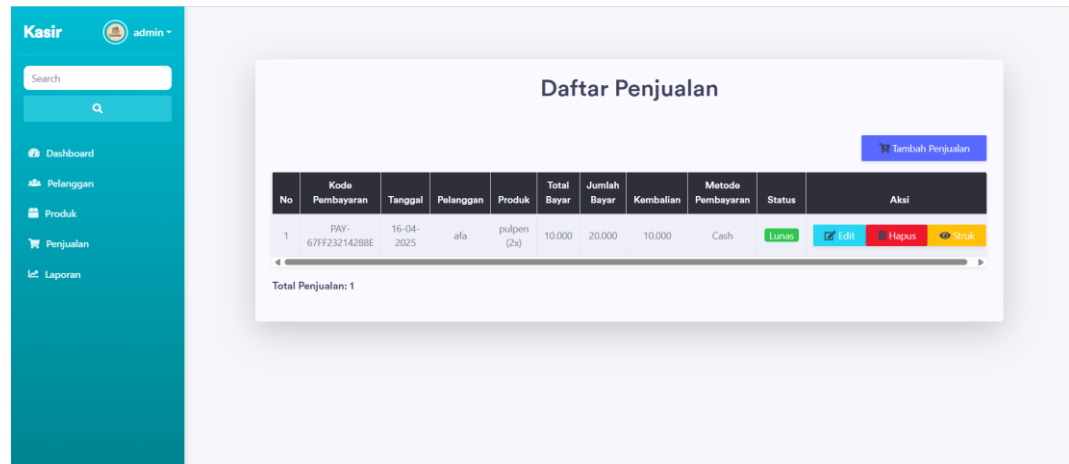 Kasir
admin
Search
Dashboard
Pelanggan
Produk
Penjualan
Laporan
Daftar Penjualan
Tambah Penjualan
No Kode Pembayaran Tanggal Pelanggan Produk Total Bayar Jumlah Bayar Kembalian Metode Pembayaran Status Aksi
1 PAY-67FF23214288E 16-04-2025 afa pulpen (2x) 10.000 20.000 10.000 Cash Lunas Edit Hapus Struk
Total Penjualan: 1